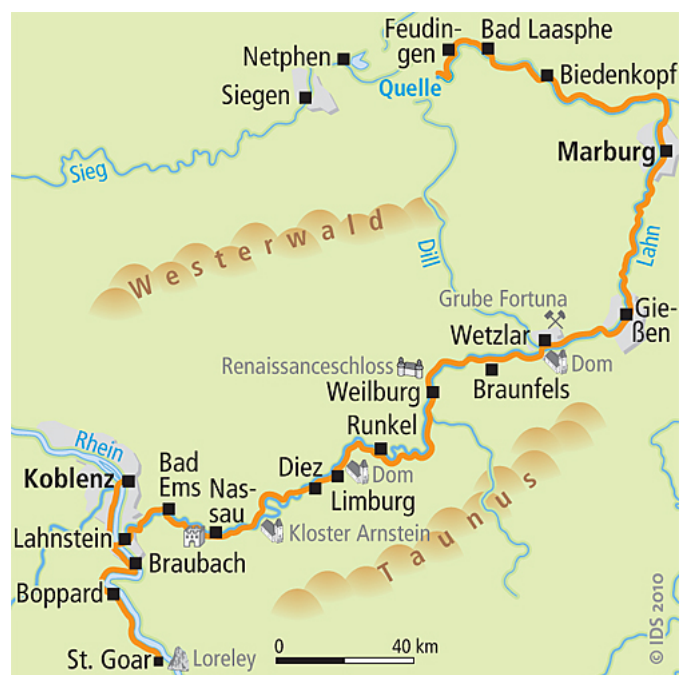 Feudin-
gen
Bad Laasphe
Netphen
Biedenkopf
Quelle
Siegen
Marburg
Sieg
Westerwald
Dill
Lahn
Grube Fortuna
Gie-
ßen
Wetzlar
Renaissanceschloss
Dom
Weilburg
Braunfels
Runkel
Rhein
Bad
Ems
Diez
Dom
Koblenz
Nas-
sau
Limburg
Taunus
Lahnstein
Kloster Arnstein
Braubach
Boppard
0
40 km
St. Goar
Loreley
© IDS 2010